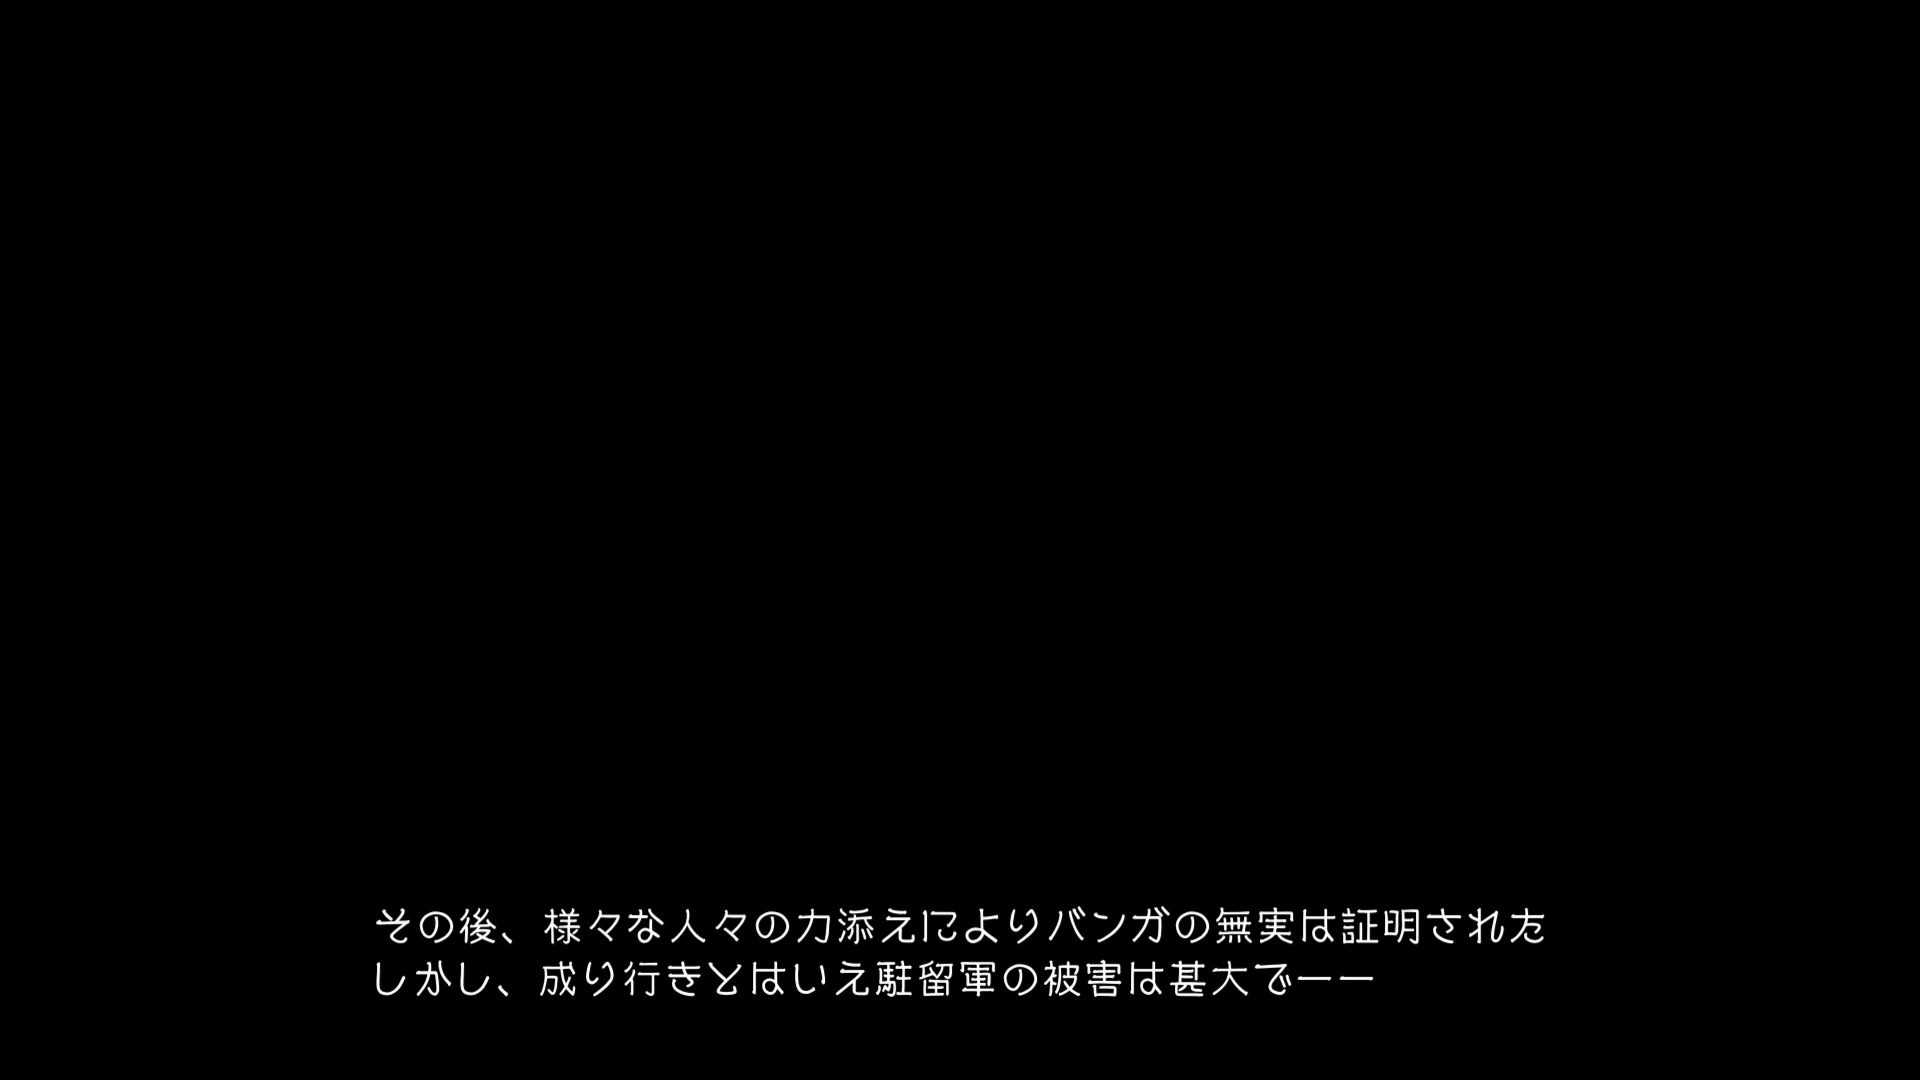 その後、様々な人々の力添えによりバンガの無実は証明された
しかし、成り行きとはいえ駐留軍の被害は甚大でーー